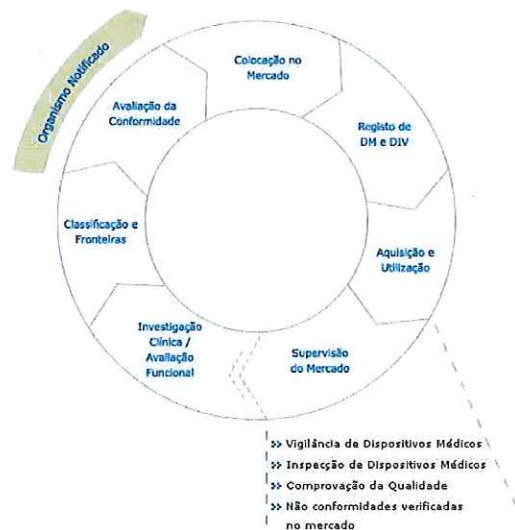 Organismo Notificado
Colocação no
Mercado
Avaliação da
Conformidade
Registo de
DM e DIV
Classificação e
Fronteiras
Aquisição e
Utilização
Investigação
Clínica /
Avaliação
Funcional
Supervisão
do Mercado
>> Vigilância de Dispositivos Médicos
>> Inspecção de Dispositivos Médicos
>> Comprovação da Qualidade
>> Não conformidades verificadas
no mercado